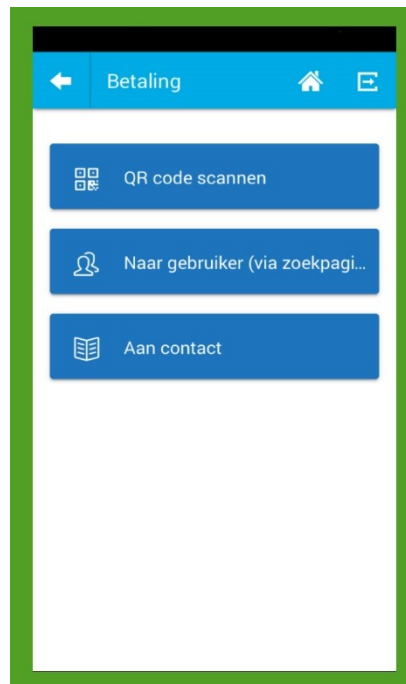 Betaling
QR code scannen
Naar gebruiker (via zoekpagi...
Aan contact